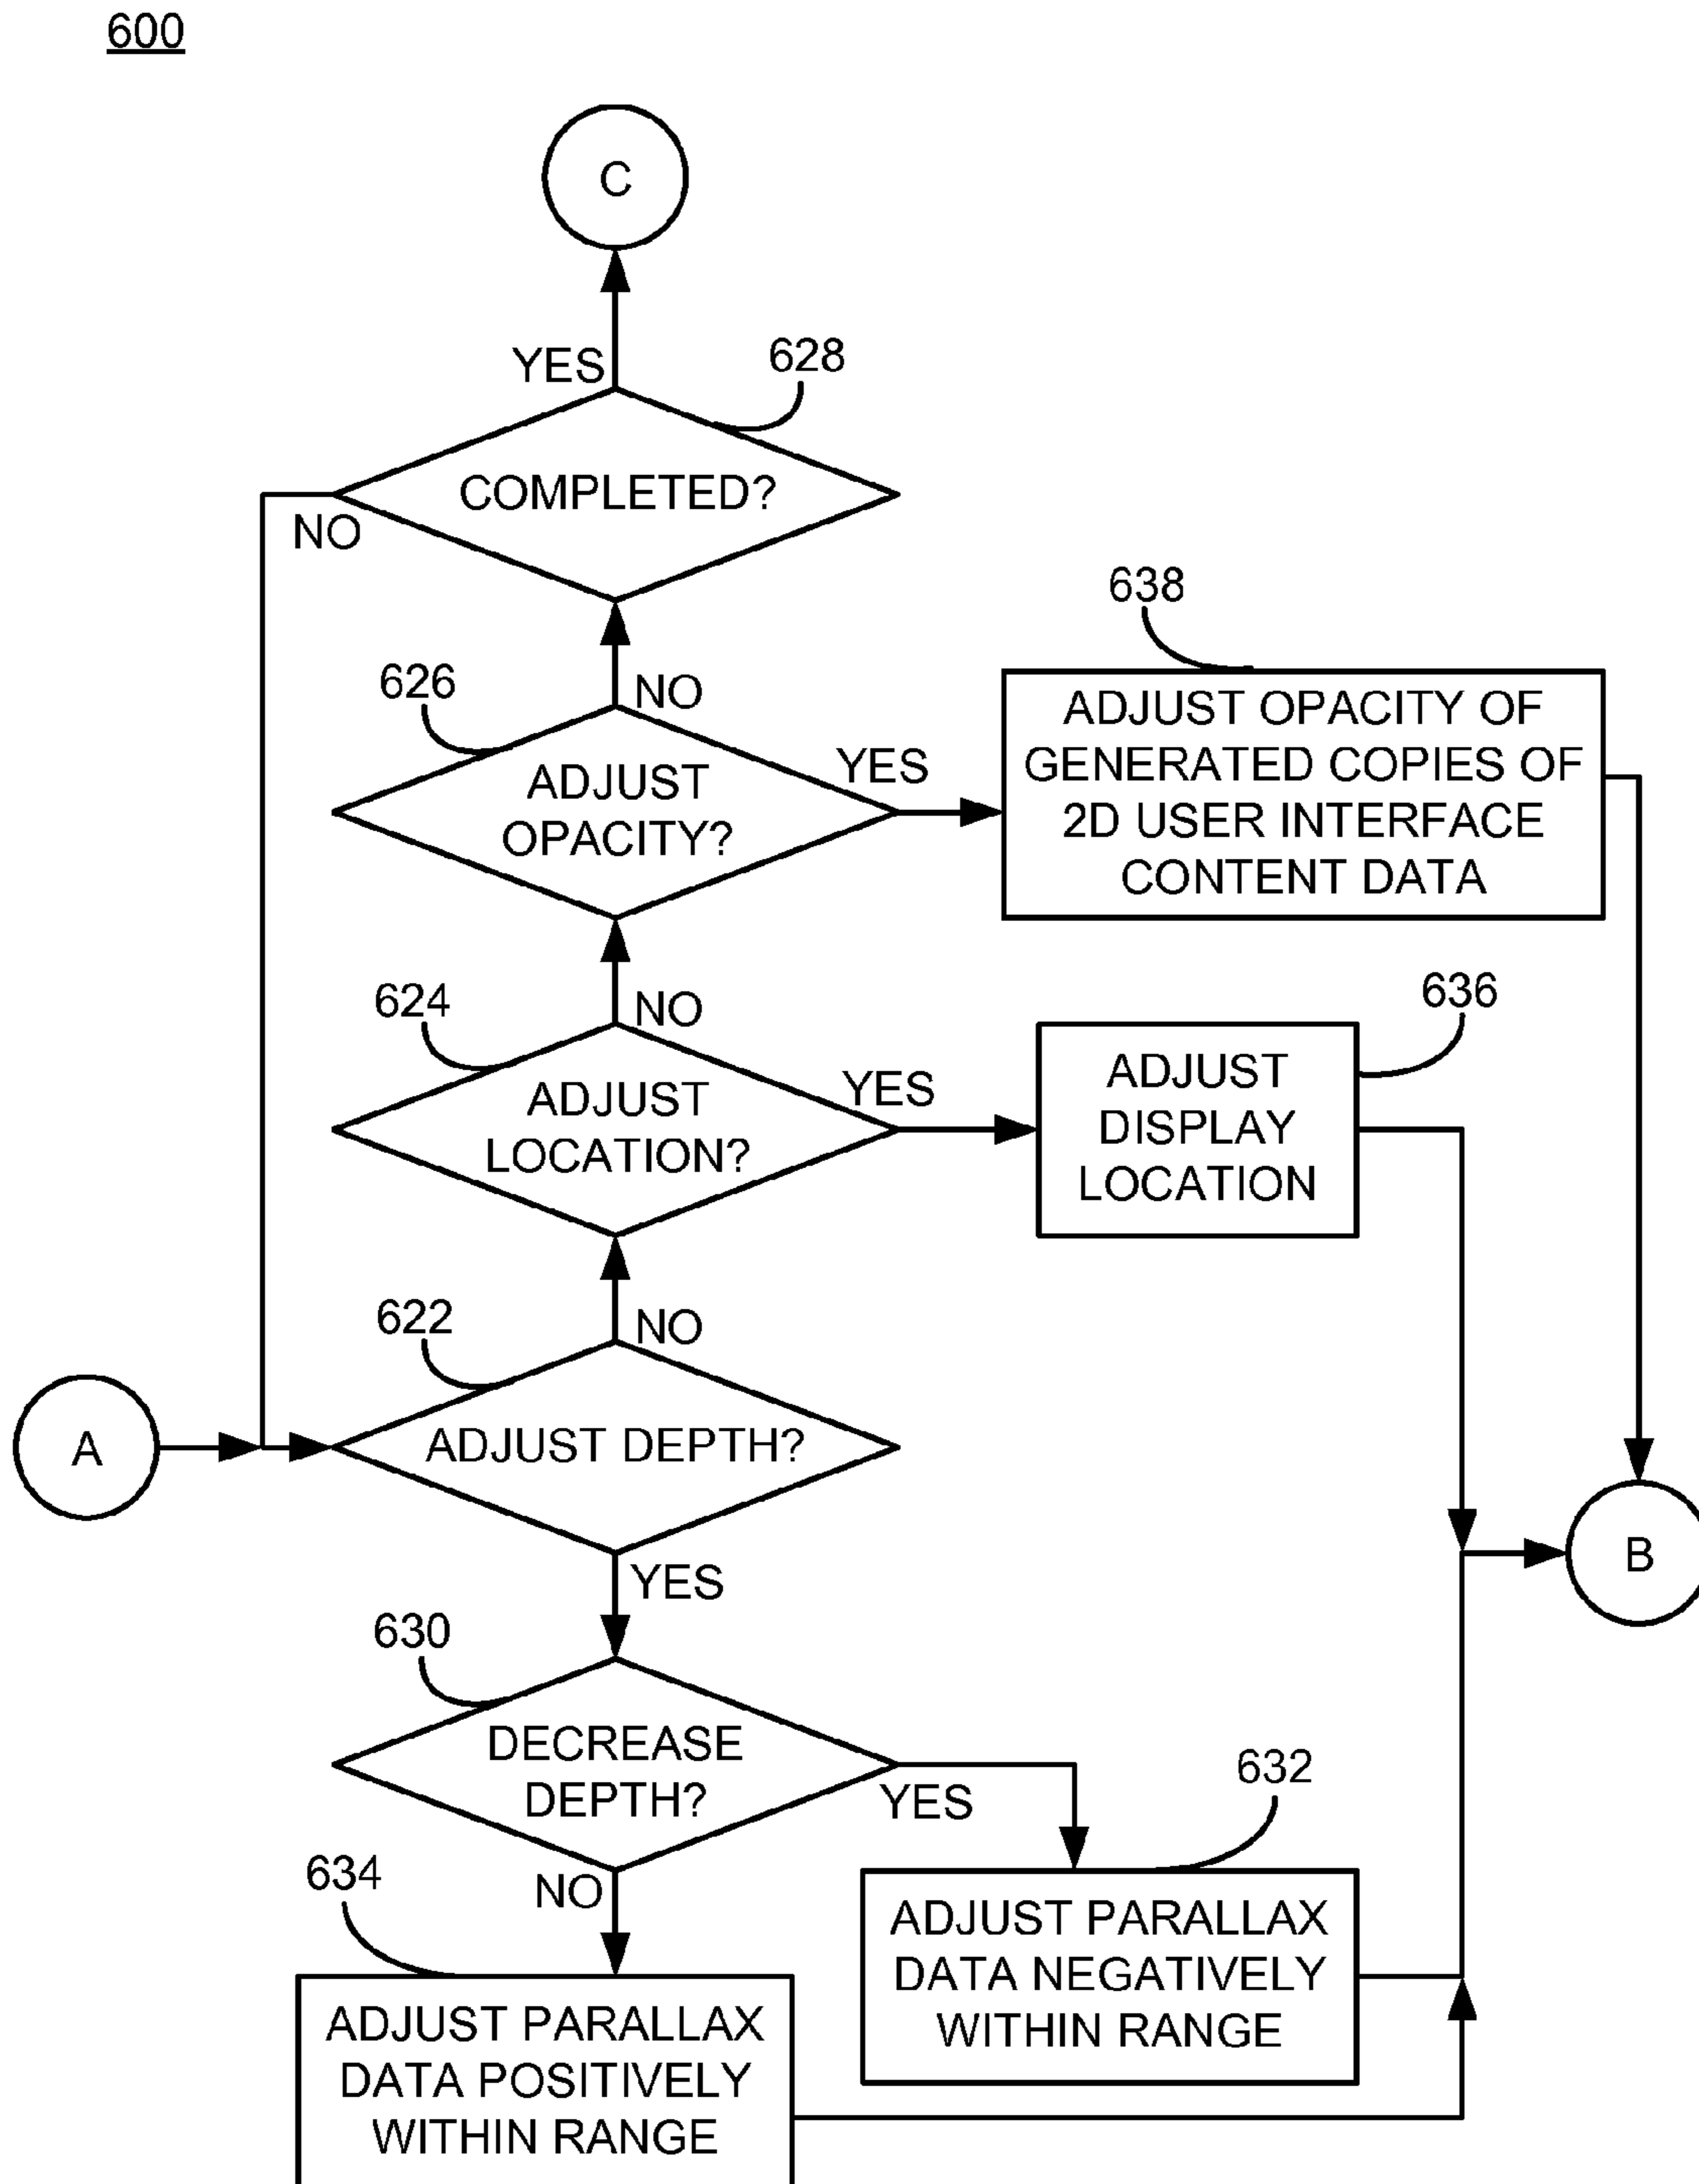 600
C
YES
628
COMPLETED?
NO
638
626
NO
ADJUST OPACITY OF
GENERATED COPIES OF
2D USER INTERFACE
CONTENT DATA
YES
ADJUST
OPACITY?
624
NO
636
ADJUST
DISPLAY
LOCATION
YES
ADJUST
LOCATION?
622
NO
A
ADJUST DEPTH?
B
YES
630
DECREASE
DEPTH?
YES
632
634
NO
ADJUST PARALLAX
DATA NEGATIVELY
WITHIN RANGE
ADJUST PARALLAX
DATA POSITIVELY
WITHIN RANGE